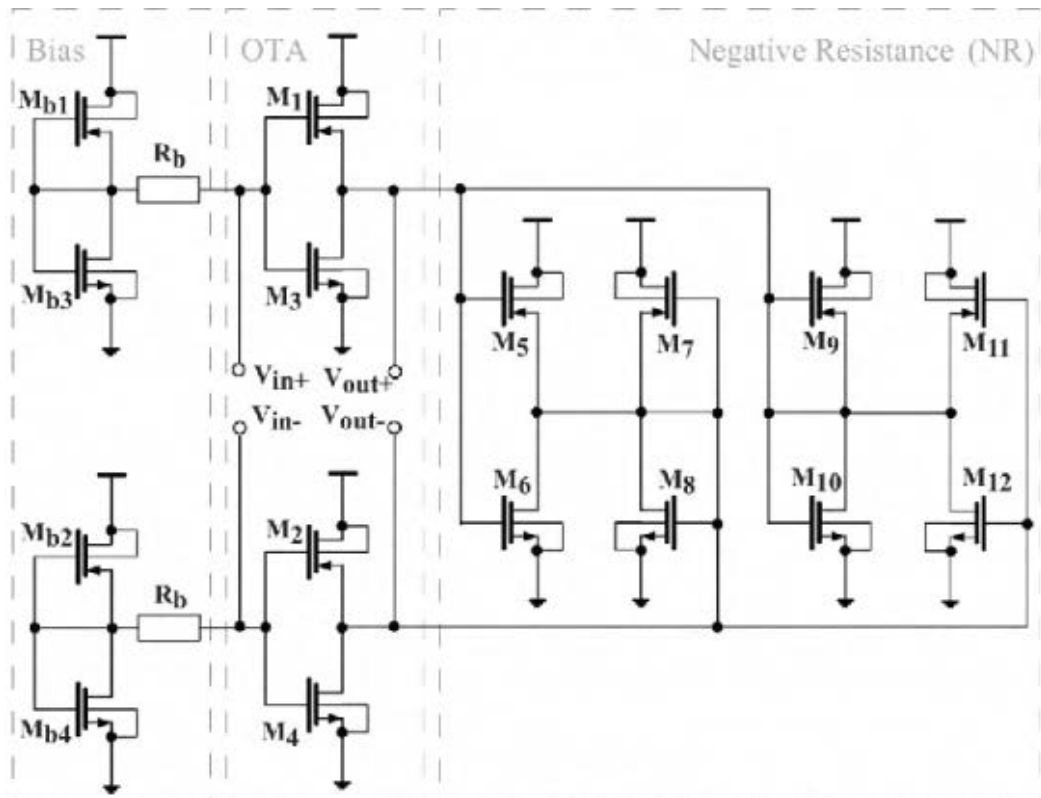 Bias
OTA
Negative Resistance (NR)
Mb1
M1
Rb
Mb3
M3
M5
M7
M9
M11
Vin+
Vout+
Vin-
Vout-
M6
M8
M10
M12
Mb2
M2
Rb
Mb4
M4